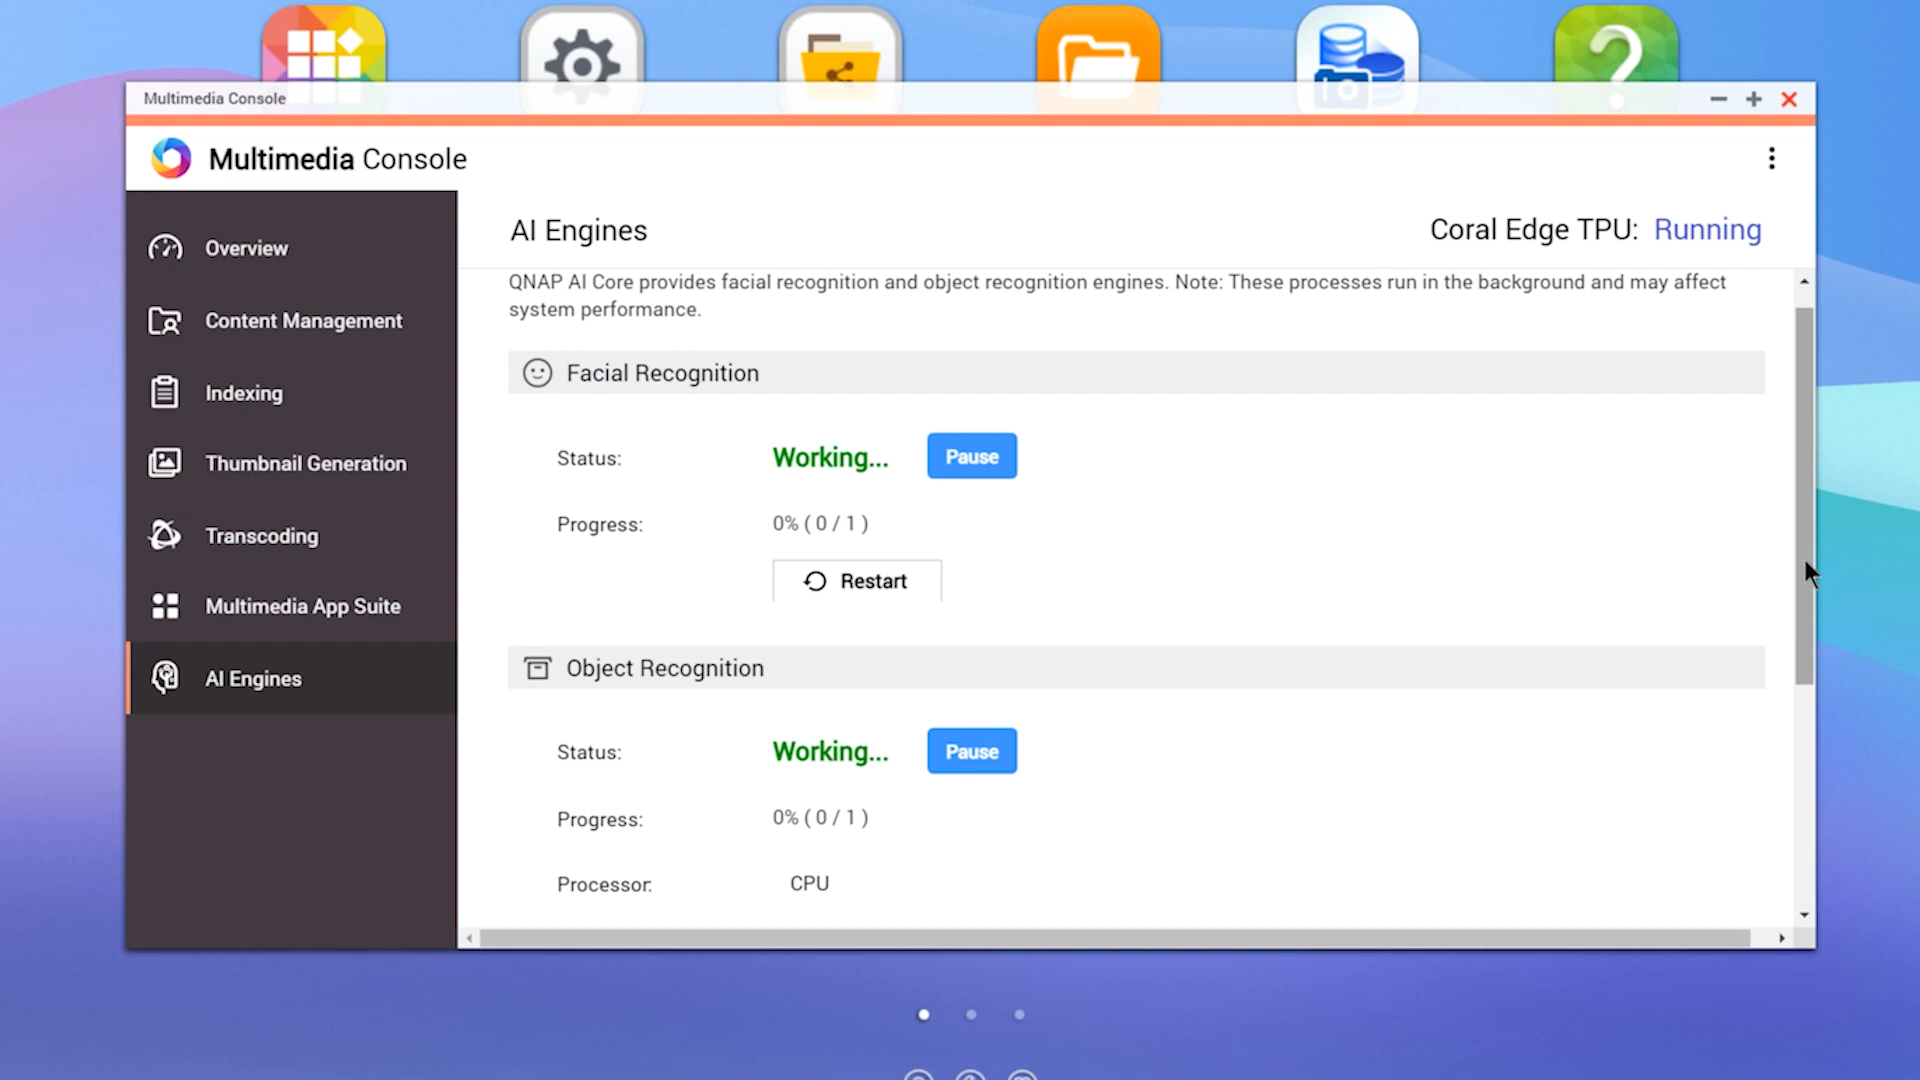 Multimedia Console
Multimedia Console
Overview
Content Management
Indexing
Thumbnail Generation
Transcoding
Multimedia App Suite
AI Engines
AI Engines
Coral Edge TPU: Running
QNAP AI Core provides facial recognition and object recognition engines. Note: These processes run in the background and may affect
system performance.
Facial Recognition
Status: Working... Pause
Progress: 0% ( 0 / 1 )
Restart
Object Recognition
Status: Working... Pause
Progress: 0% ( 0 / 1 )
Processor: CPU